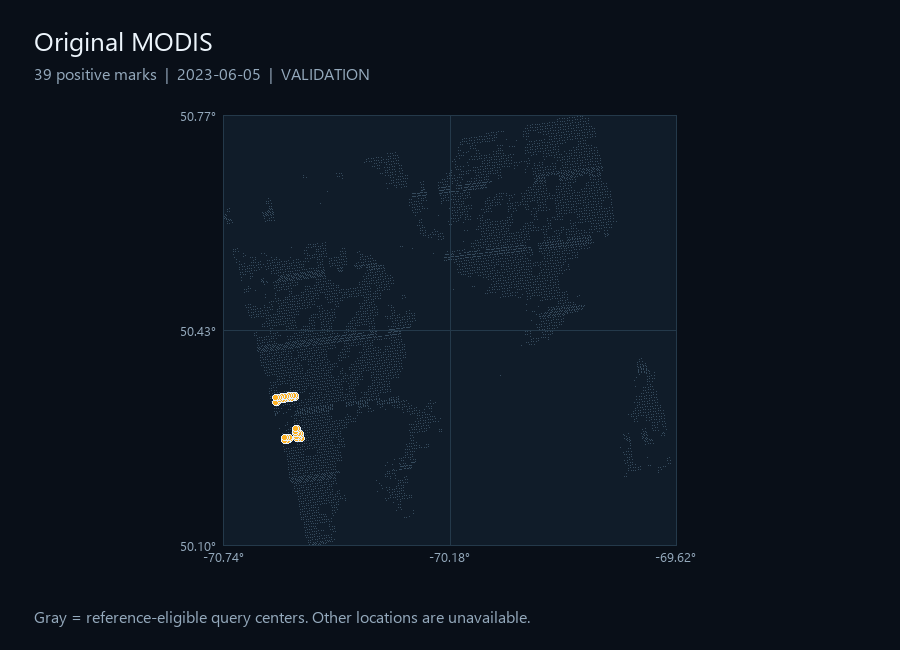 Original MODIS
39 positive marks | 2023-06-05 | VALIDATION
50.77°
50.43°
50.10°
-70.74°
-70.18°
-69.62°
Gray = reference-eligible query centers. Other locations are unavailable.